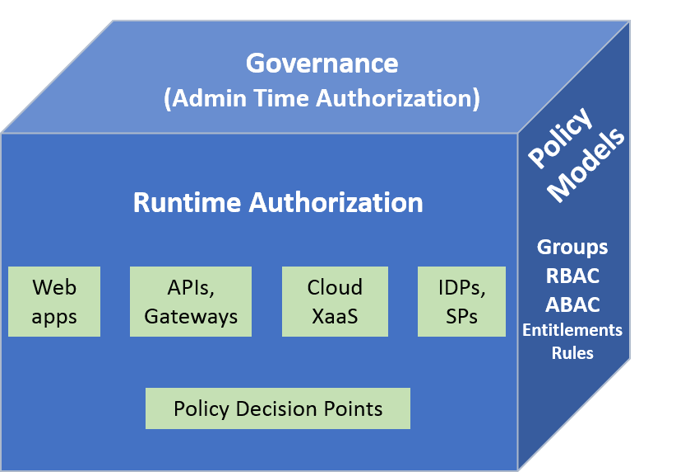 Governance
(Admin Time Authorization)
Policy
Models
Runtime Authorization
Groups
RBAC
ABAC
Entitlements
Rules
Web
apps
APIs,
Gateways
Cloud
XaaS
IDPs,
SPs
Policy Decision Points